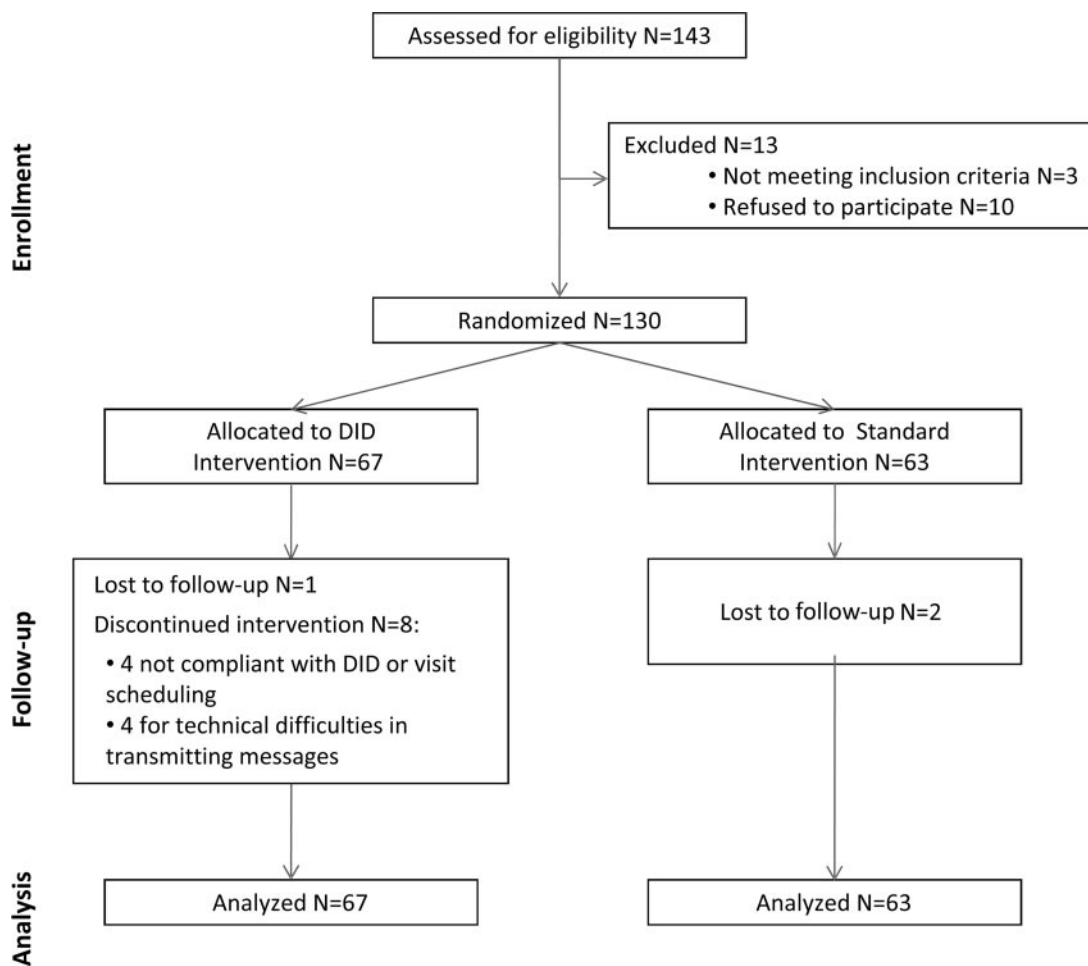 Assessed for eligibility N=143
Enrollment
Excluded N=13
• Not meeting inclusion criteria N=3
• Refused to participate N=10
Randomized N=130
Allocated to DID
Intervention N=67
Allocated to Standard
Intervention N=63
Follow-up
Lost to follow-up N=1
Discontinued intervention N=8:
• 4 not compliant with DID or visit
scheduling
• 4 for technical difficulties in
transmitting messages
Lost to follow-up N=2
Analysis
Analyzed N=67
Analyzed N=63